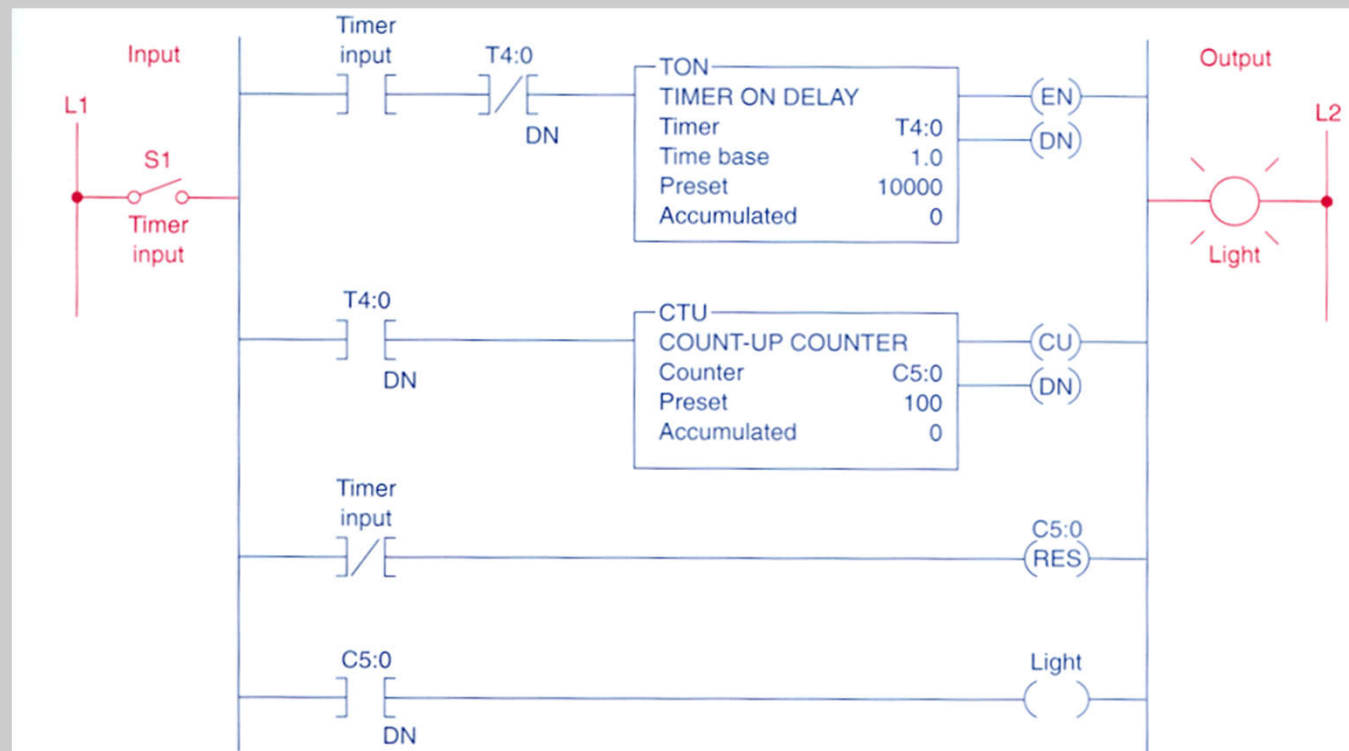 Input
L1
S1
Timer
input
Timer
input
T4:0
DN
TON
TIMER ON DELAY
Timer T4:0
Time base 1.0
Preset 10000
Accumulated 0
EN
DN
Output
L2
Light
T4:0
DN
CTU
COUNT-UP COUNTER
Counter C5:0
Preset 100
Accumulated 0
CU
DN
Timer
input
C5:0
RES
C5:0
DN
Light